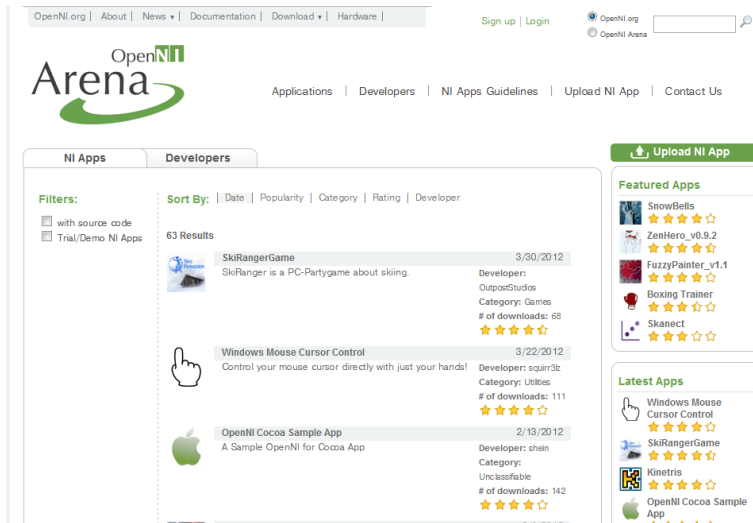 OpenNI.org | About | News ▾ | Documentation | Download ▾ | Hardware |
Sign up | Login
OpenNI.org
OpenNI Arena
OpenNI
Arena
Applications | Developers | NI Apps Guidelines | Upload NI App | Contact Us
NI Apps
Developers
Upload NI App
Filters:
with source code
Trial/Demo NI Apps
Sort By: | Date | Popularity | Category | Rating | Developer
63 Results
SkiRangerGame 3/30/2012
SkiRanger is a PC-Partygame about skiing.
Developer:
OutpostStudios
Category: Games
# of downloads: 68
Windows Mouse Cursor Control 3/22/2012
Control your mouse cursor directly with just your hands!
Developer: squirr3lz
Category: Utilities
# of downloads: 111
OpenNI Cocoa Sample App 2/13/2012
A Sample OpenNI for Cocoa App
Developer: shein
Category:
Unclassifiable
# of downloads: 142
Featured Apps
SnowBells
ZenHero_v0.9.2
FuzzyPainter_v1.1
Boxing Trainer
Skanect
Latest Apps
Windows Mouse
Cursor Control
SkiRangerGame
Kinetris
OpenNI Cocoa Sample
App